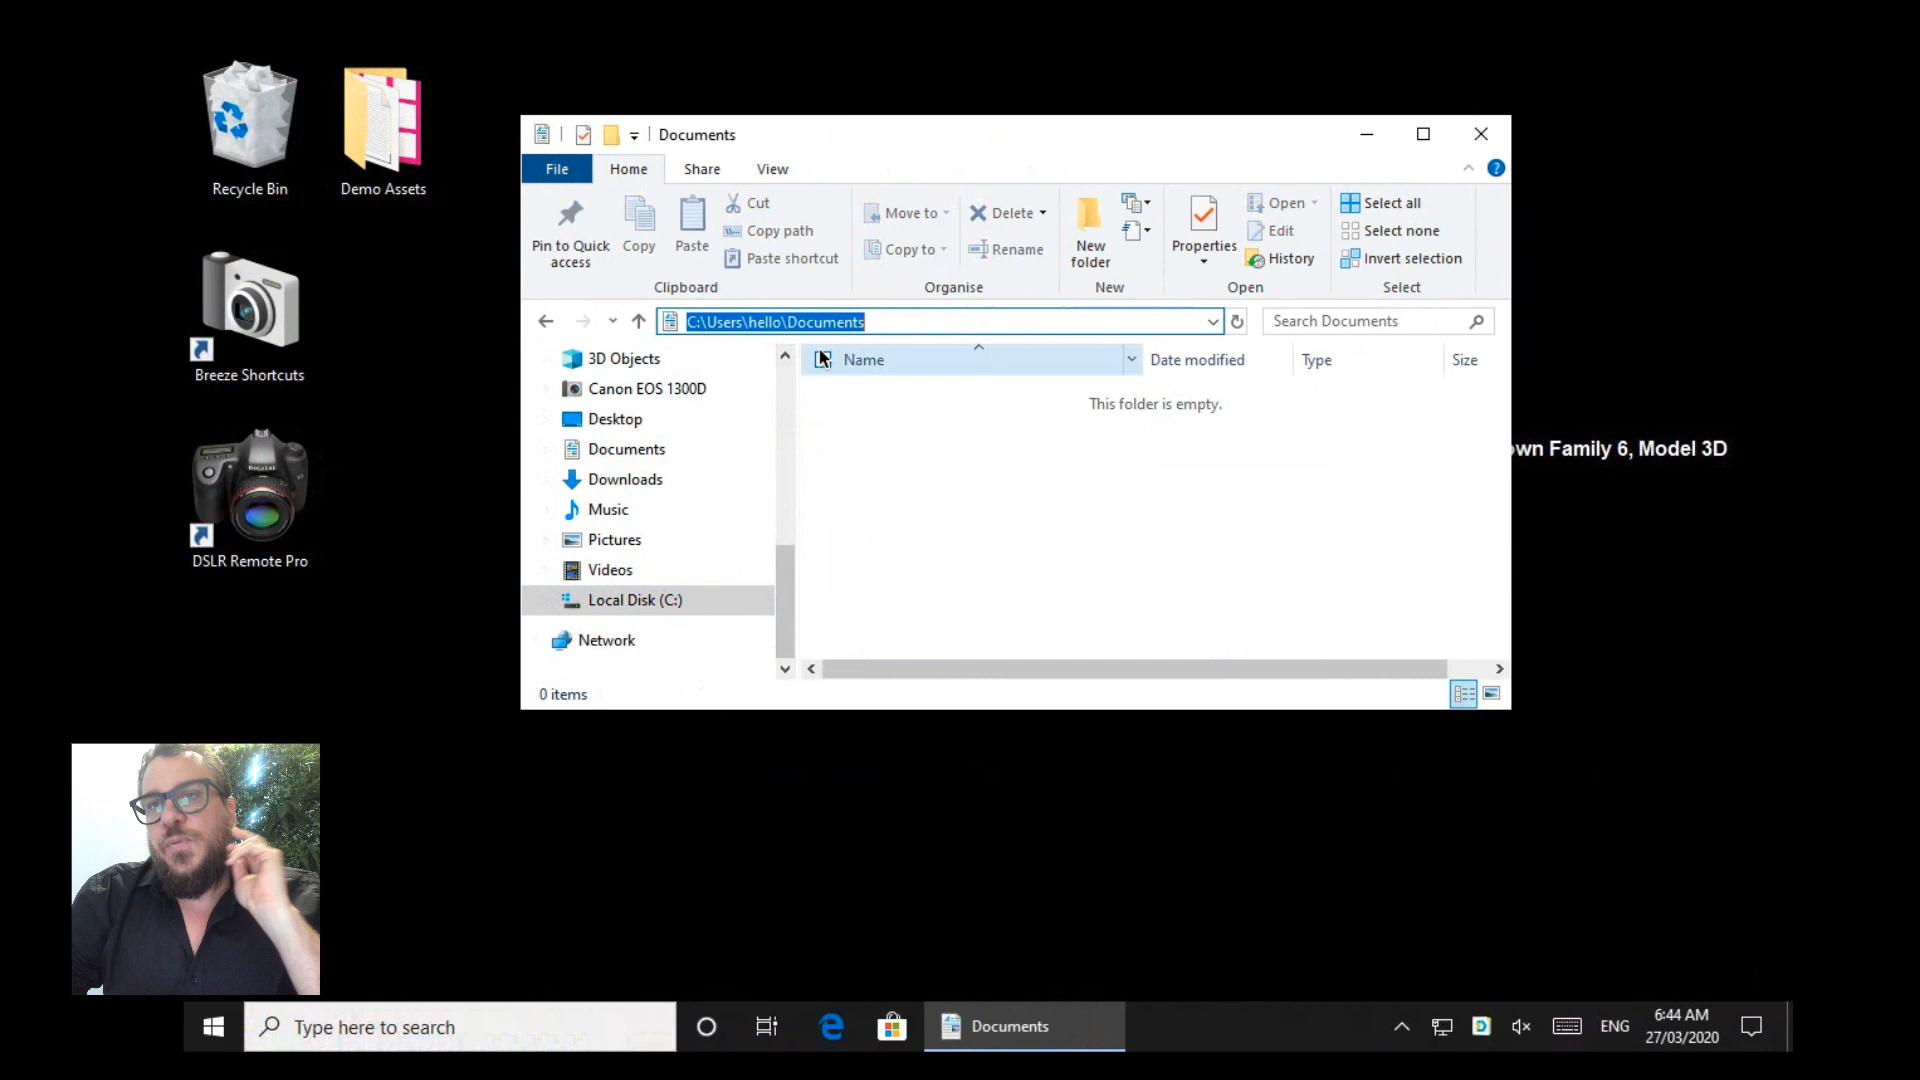 Recycle Bin
Demo Assets
Breeze Shortcuts
DIGITAL
DSLR Remote Pro
Documents
File
Home
Share
View
Pin to Quick
access
Copy
Paste
Cut
Copy path
Paste shortcut
Clipboard
Move to
Copy to
Delete
Rename
Organise
New
folder
New
Properties
Open
Edit
History
Open
Select all
Select none
Invert selection
Select
C:\Users\hello\Documents
Search Documents
3D Objects
Canon EOS 1300D
Desktop
Documents
Downloads
Music
Pictures
Videos
Local Disk (C:)
Network
Name
Date modified
Type
Size
This folder is empty.
0 items
Family 6, Model 3D
Type here to search
Documents
ENG
6:44 AM
27/03/2020